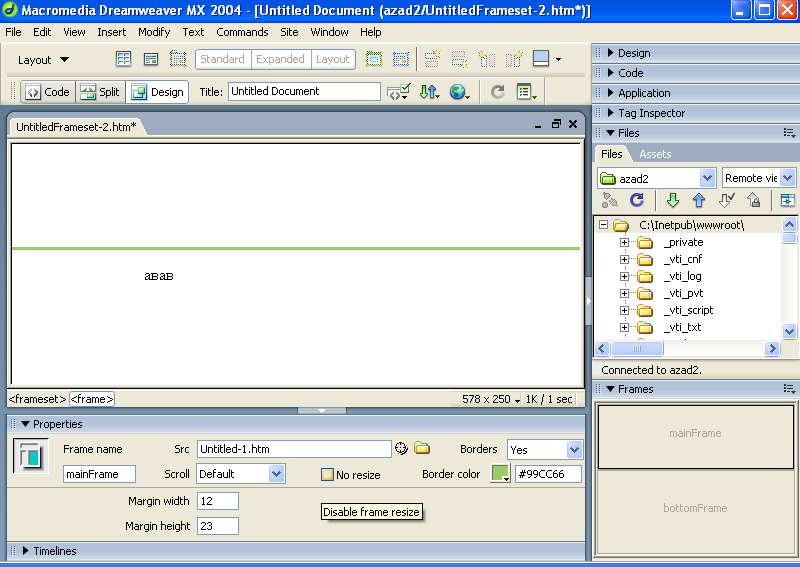 Macromedia Dreamweaver MX 2004 - [Untitled Document (azad2/UntitledFrameset-2.htm*)]
File Edit View Insert Modify Text Commands Site Window Help
Layout Standard Expanded Layout
Code Split Design Title: Untitled Document
UntitledFrameset-2.htm*
ABAB
<frameset> <frame> 578 x 250 1K / 1 sec
Properties
Frame name Src Untitled-1.htm Borders Yes
mainFrame Scroll Default No resize Border color #99CC66
Margin width 12
Margin height 23
Disable frame resize
Timelines
Design
Code
Application
Tag Inspector
Files
Files Assets
azad2 Remote vie
C:\Inetpub\wwwroot\
_private
_vti_cnf
_vti_log
_vti_pvt
_vti_script
_vti_txt
Connected to azad2.
Frames
mainFrame
bottomFrame